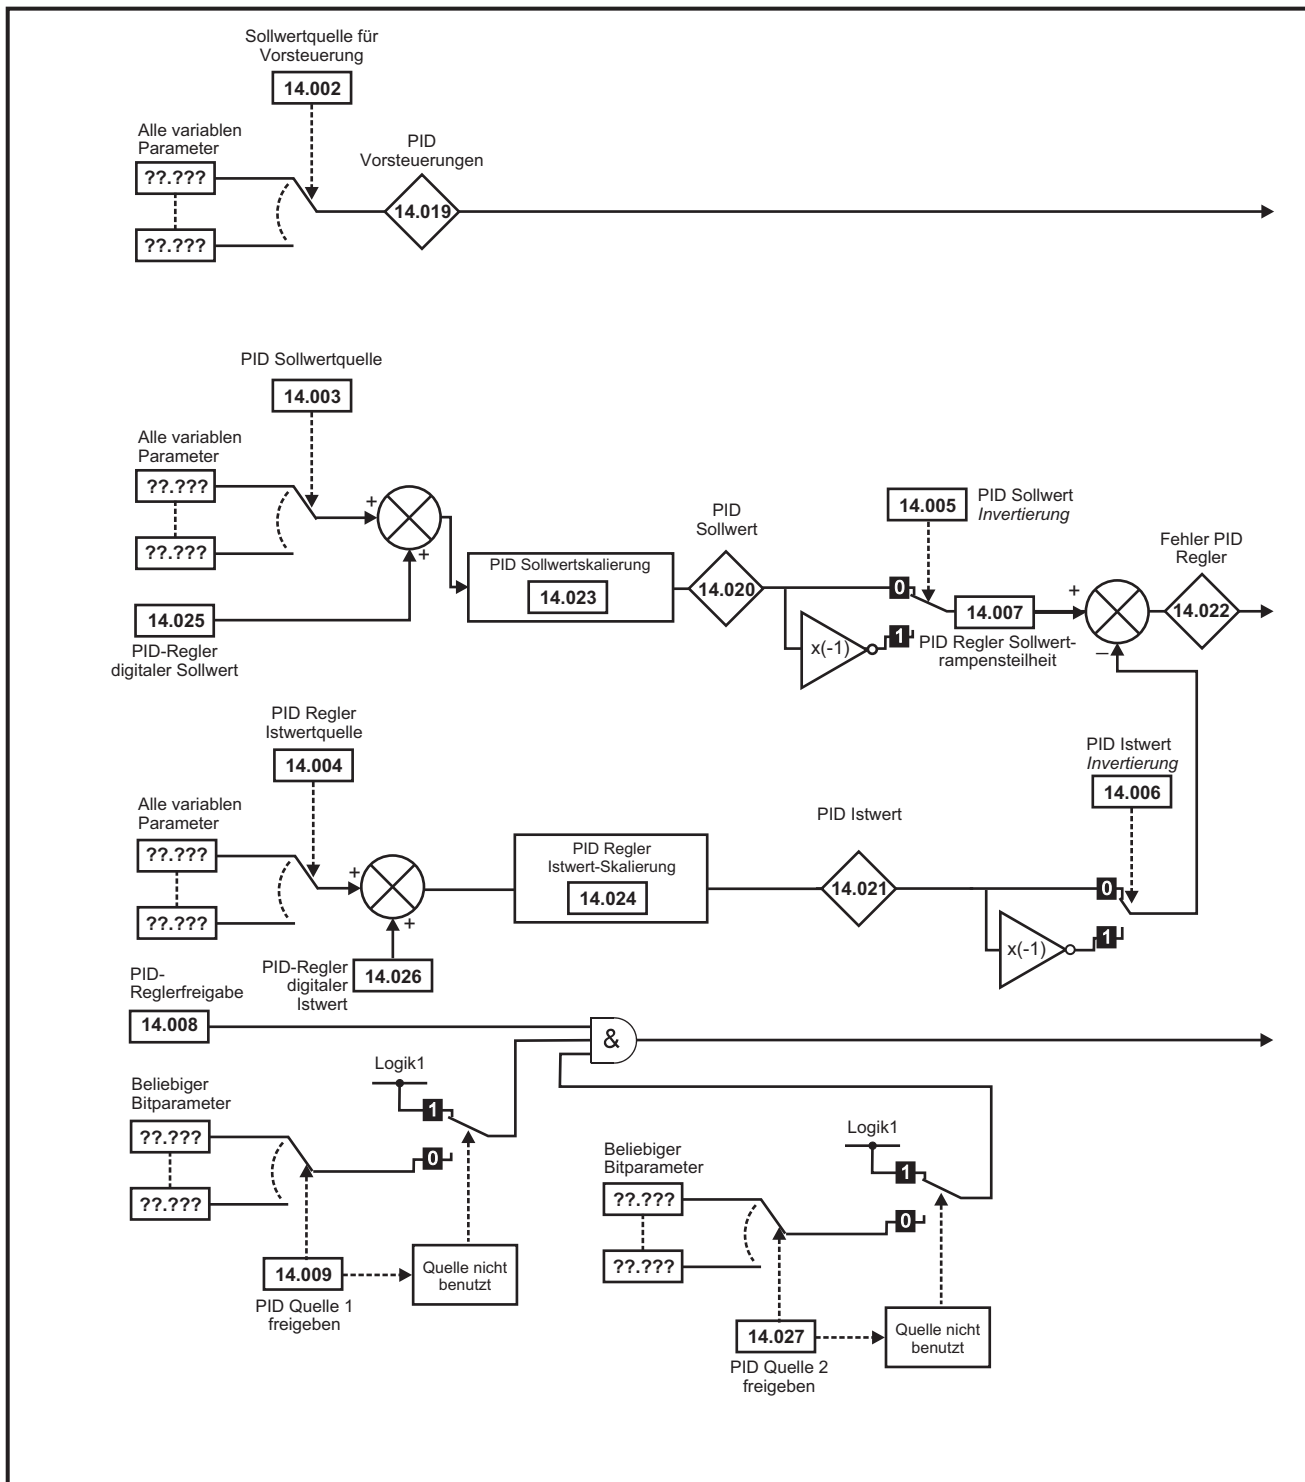 Sollwertquelle für
Vorsteuerung
14.002
Alle variablen
Parameter
??.???
??.???
PID
Vorsteuerungen
14.019
PID Sollwertquelle
14.003
Alle variablen
Parameter
??.???
??.???
+
+
14.025
PID-Regler
digitaler Sollwert
PID Sollwertskalierung
14.023
PID
Sollwert
14.020
14.005
PID Sollwert
Invertierung
0
1
x(-1)
14.007
PID Regler Sollwert-
rampensteilheit
+
–
Fehler PID
Regler
14.022
PID Regler
Istwertquelle
14.004
Alle variablen
Parameter
??.???
??.???
+
+
PID-Regler
digitaler
Istwert
14.026
PID Regler
Istwert-Skalierung
14.024
PID Istwert
14.021
PID Istwert
Invertierung
14.006
0
1
x(-1)
PID-
Reglerfreigabe
14.008
&
Logik1
1
0
Beliebiger
Bitparameter
??.???
??.???
14.009
PID Quelle 1
freigeben
Quelle nicht
benutzt
Logik1
1
0
Beliebiger
Bitparameter
??.???
??.???
14.027
PID Quelle 2
freigeben
Quelle nicht
benutzt